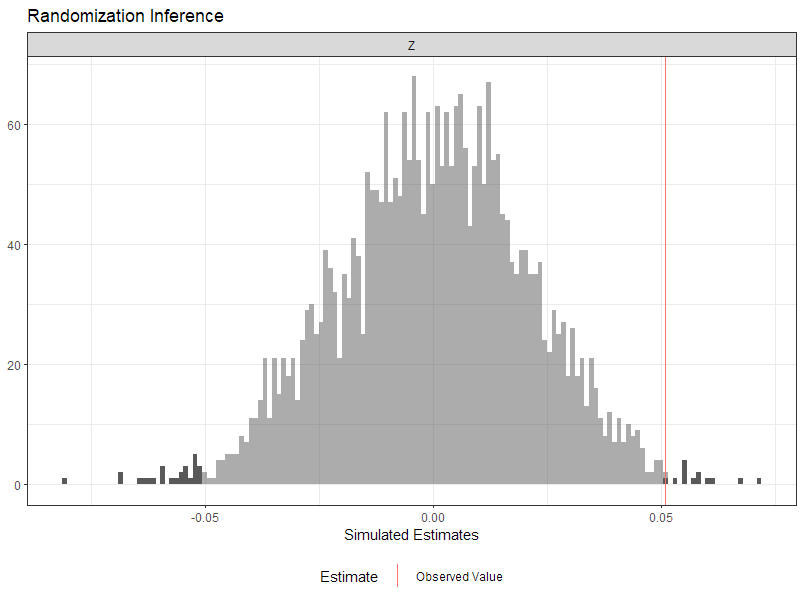 Randomization Inference
Z
60
40
20
0
-0.05
0.00
0.05
Simulated Estimates
Estimate
Observed Value